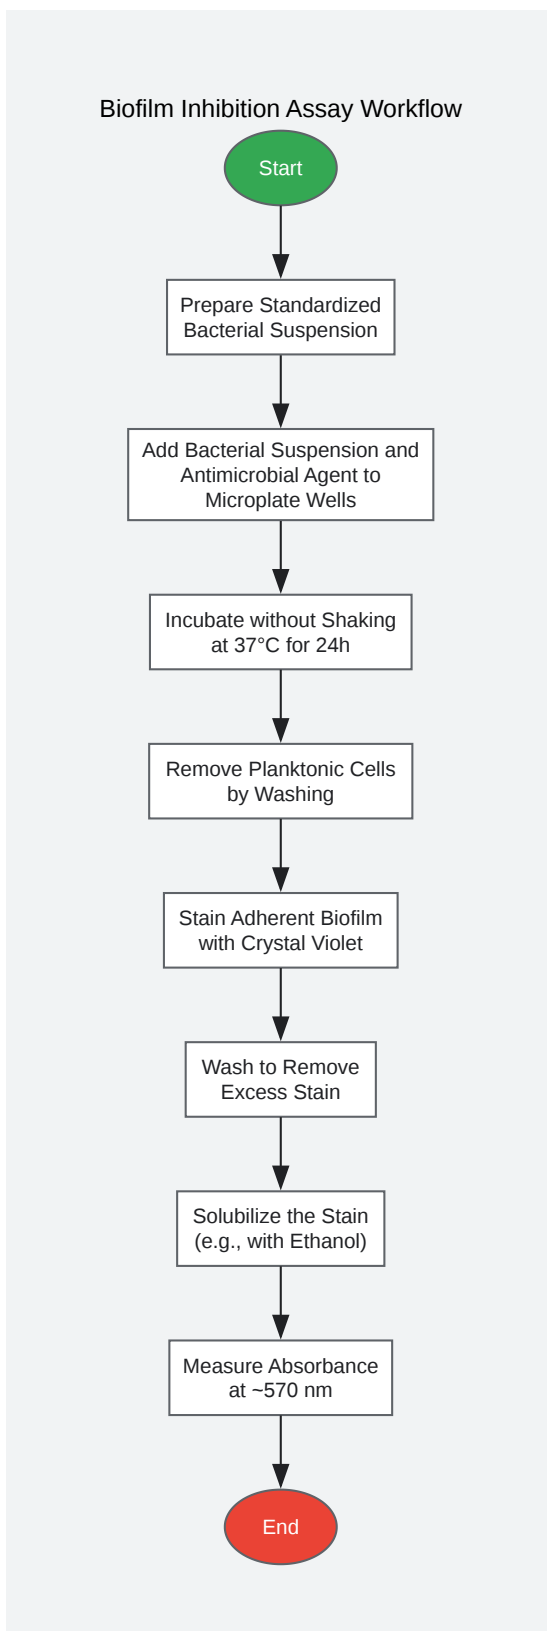 Biofilm Inhibition Assay Workflow
Start
Prepare Standardized
Bacterial Suspension
Add Bacterial Suspension and
Antimicrobial Agent to
Microplate Wells
Incubate without Shaking
at 37°C for 24h
Remove Planktonic Cells
by Washing
Stain Adherent Biofilm
with Crystal Violet
Wash to Remove
Excess Stain
Solubilize the Stain
(e.g., with Ethanol)
Measure Absorbance
at ~570 nm
End